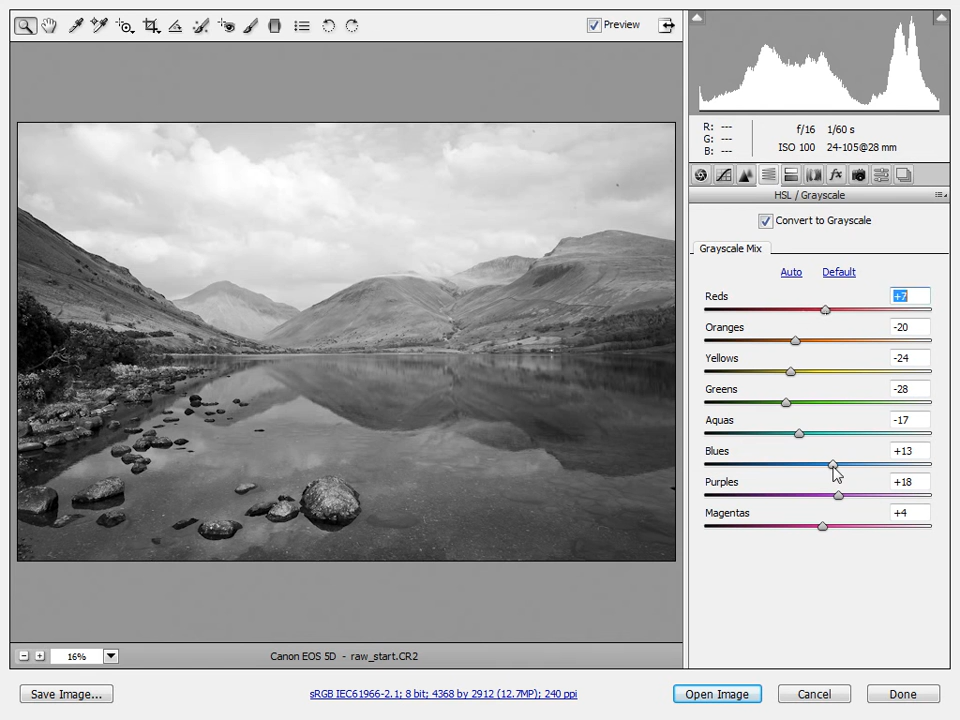 Preview
R: ---
G: ---
B: ---
f/16 1/60 s
ISO 100 24-105@28 mm
fx
HSL / Grayscale
Convert to Grayscale
Grayscale Mix
Auto Default
Reds +7
Oranges -20
Yellows -24
Greens -28
Aquas -17
Blues +13
Purples +18
Magentas +4
16%
Canon EOS 5D - raw_start.CR2
Save Image...
sRGB IEC61966-2.1; 8 bit; 4368 by 2912 (12.7MP); 240 ppi
Open Image
Cancel
Done